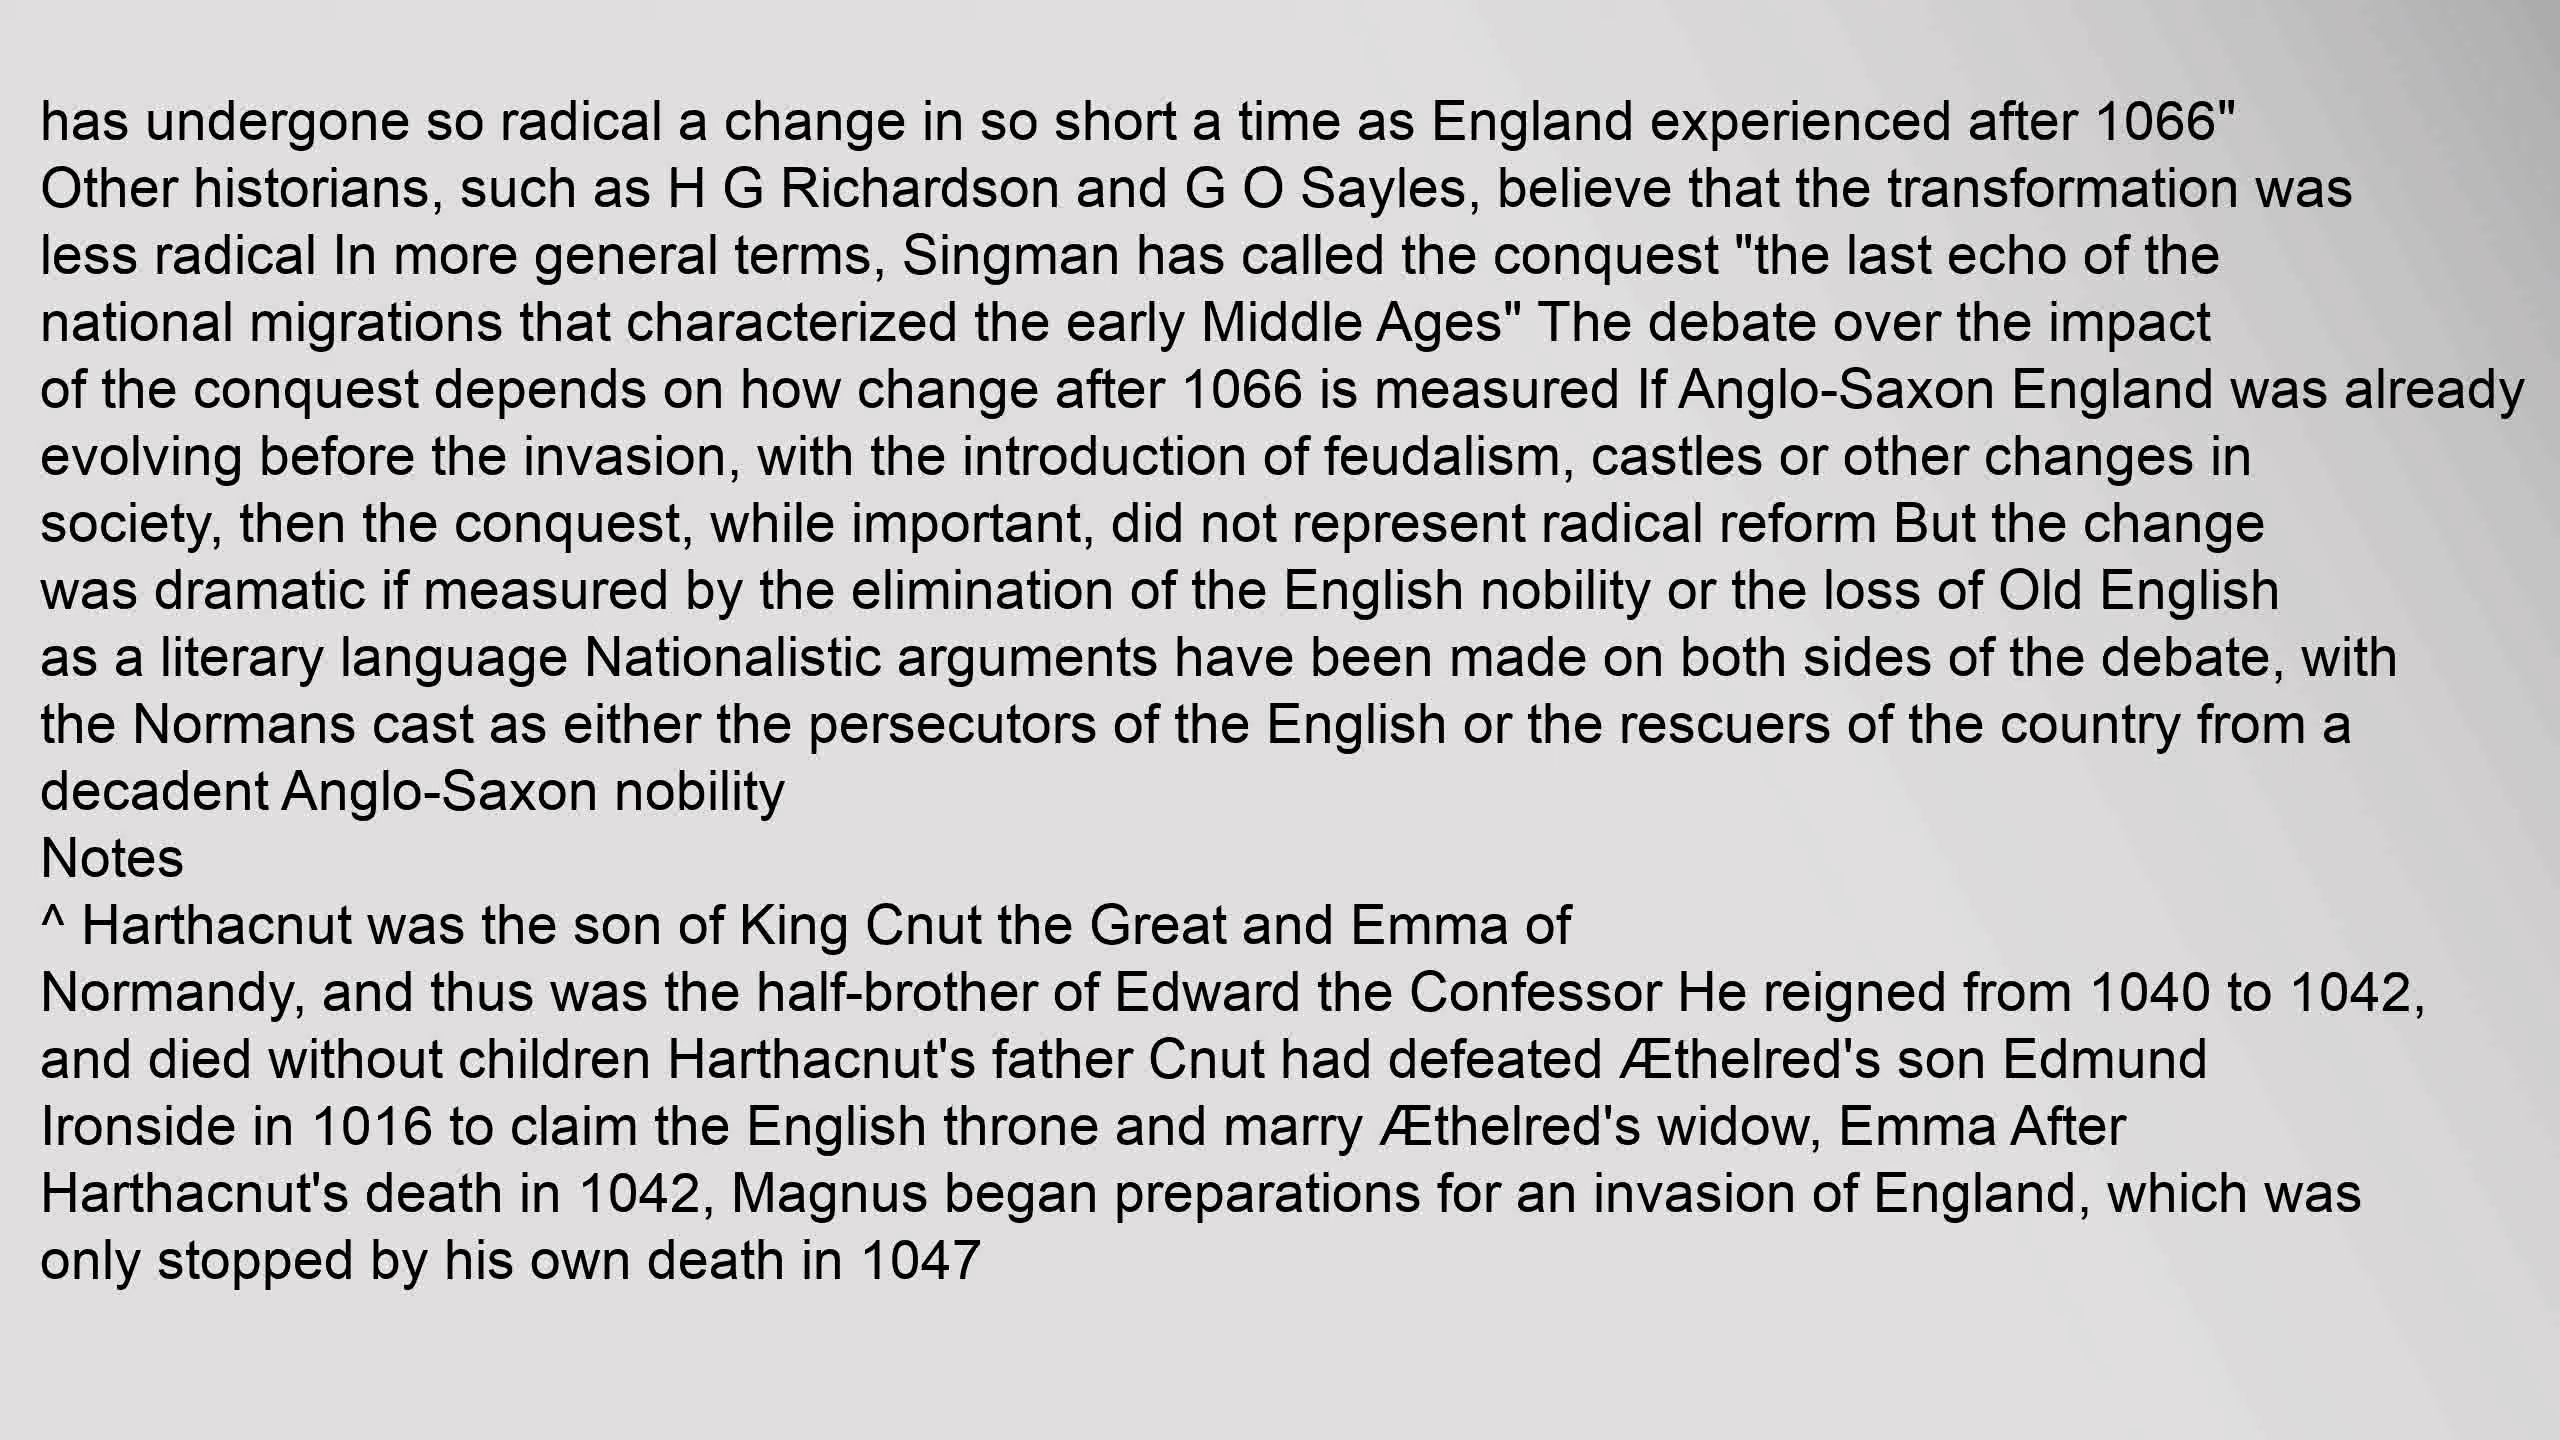 has undergone so radical a change in so short a time as England experienced after 1066"
Other historians, such as H G Richardson and G O Sayles, believe that the transformation was
less radical In more general terms, Singman has called the conquest "the last echo of the
national migrations that characterized the early Middle Ages" The debate over the impact
of the conquest depends on how change after 1066 is measured If Anglo-Saxon England was already
evolving before the invasion, with the introduction of feudalism, castles or other changes in
society, then the conquest, while important, did not represent radical reform But the change
was dramatic if measured by the elimination of the English nobility or the loss of Old English
as a literary language Nationalistic arguments have been made on both sides of the debate, with
the Normans cast as either the persecutors of the English or the rescuers of the country from a
decadent Anglo-Saxon nobility
Notes
^ Harthacnut was the son of King Cnut the Great and Emma of
Normandy, and thus was the half-brother of Edward the Confessor He reigned from 1040 to 1042,
and died without children Harthacnut's father Cnut had defeated Æthelred's son Edmund
Ironside in 1016 to claim the English throne and marry Æthelred's widow, Emma After
Harthacnut's death in 1042, Magnus began preparations for an invasion of England, which was
only stopped by his own death in 1047